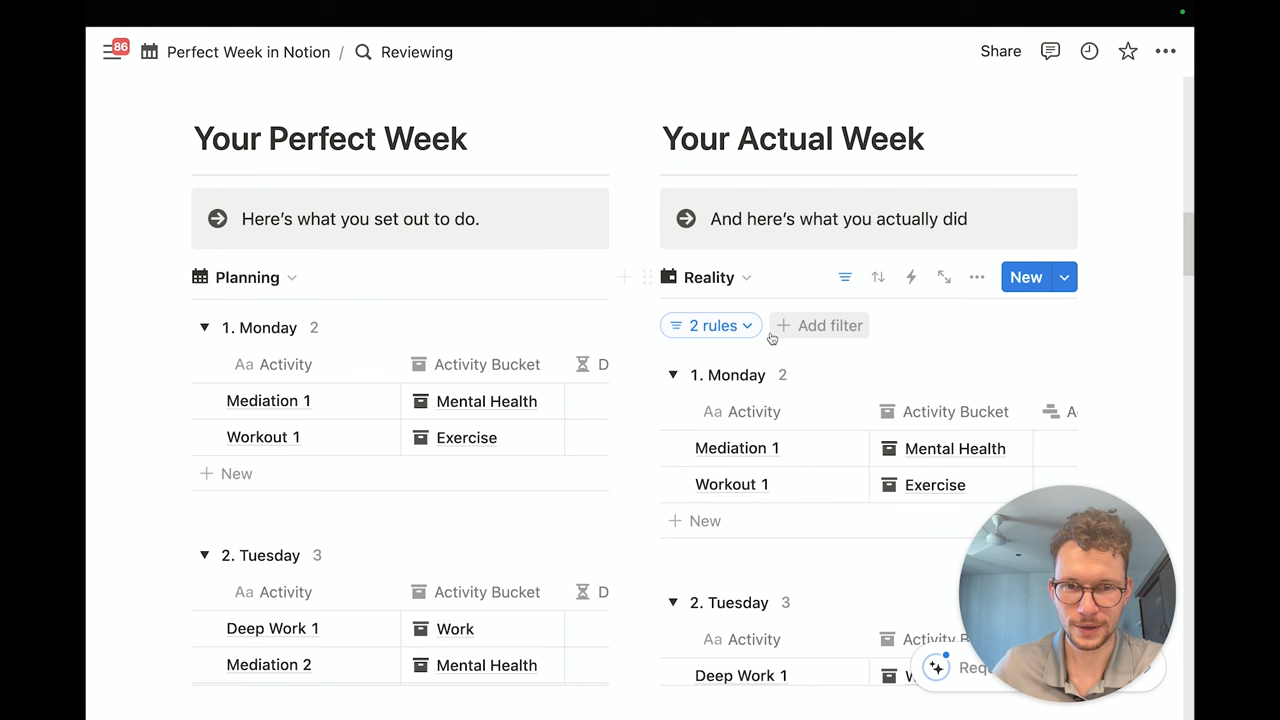 86 Perfect Week in Notion / Reviewing
Share
Your Perfect Week
Here's what you set out to do.
Planning
1. Monday 2
Aa Activity Activity Bucket D
Mediation 1 Mental Health
Workout 1 Exercise
New
2. Tuesday 3
Aa Activity Activity Bucket D
Deep Work 1 Work
Mediation 2 Mental Health
Your Actual Week
And here's what you actually did
Reality New
2 rules Add filter
1. Monday 2
Aa Activity Activity Bucket A
Mediation 1 Mental Health
Workout 1 Exercise
New
2. Tuesday 3
Aa Activity
Deep Work 1